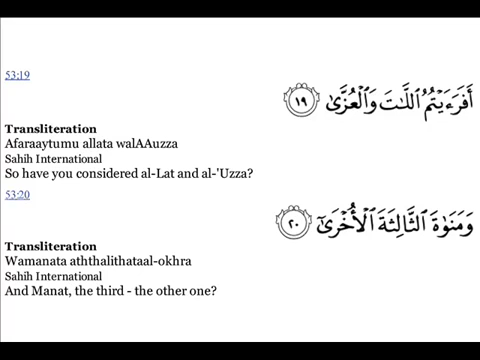 53:19
أَفَرَءَيْتُمُ ٱللَّٰتَ وَٱلْعُزَّىٰ ١٩
Transliteration
Afaraaytumu allata walAAuzza
Sahih International
So have you considered al-Lat and al-'Uzza?
53:20
وَمَنَوٰةَ ٱلثَّالِثَةَ ٱلْأُخْرَىٰٓ ٢٠
Transliteration
Wamanata aththalithataal-okhra
Sahih International
And Manat, the third - the other one?